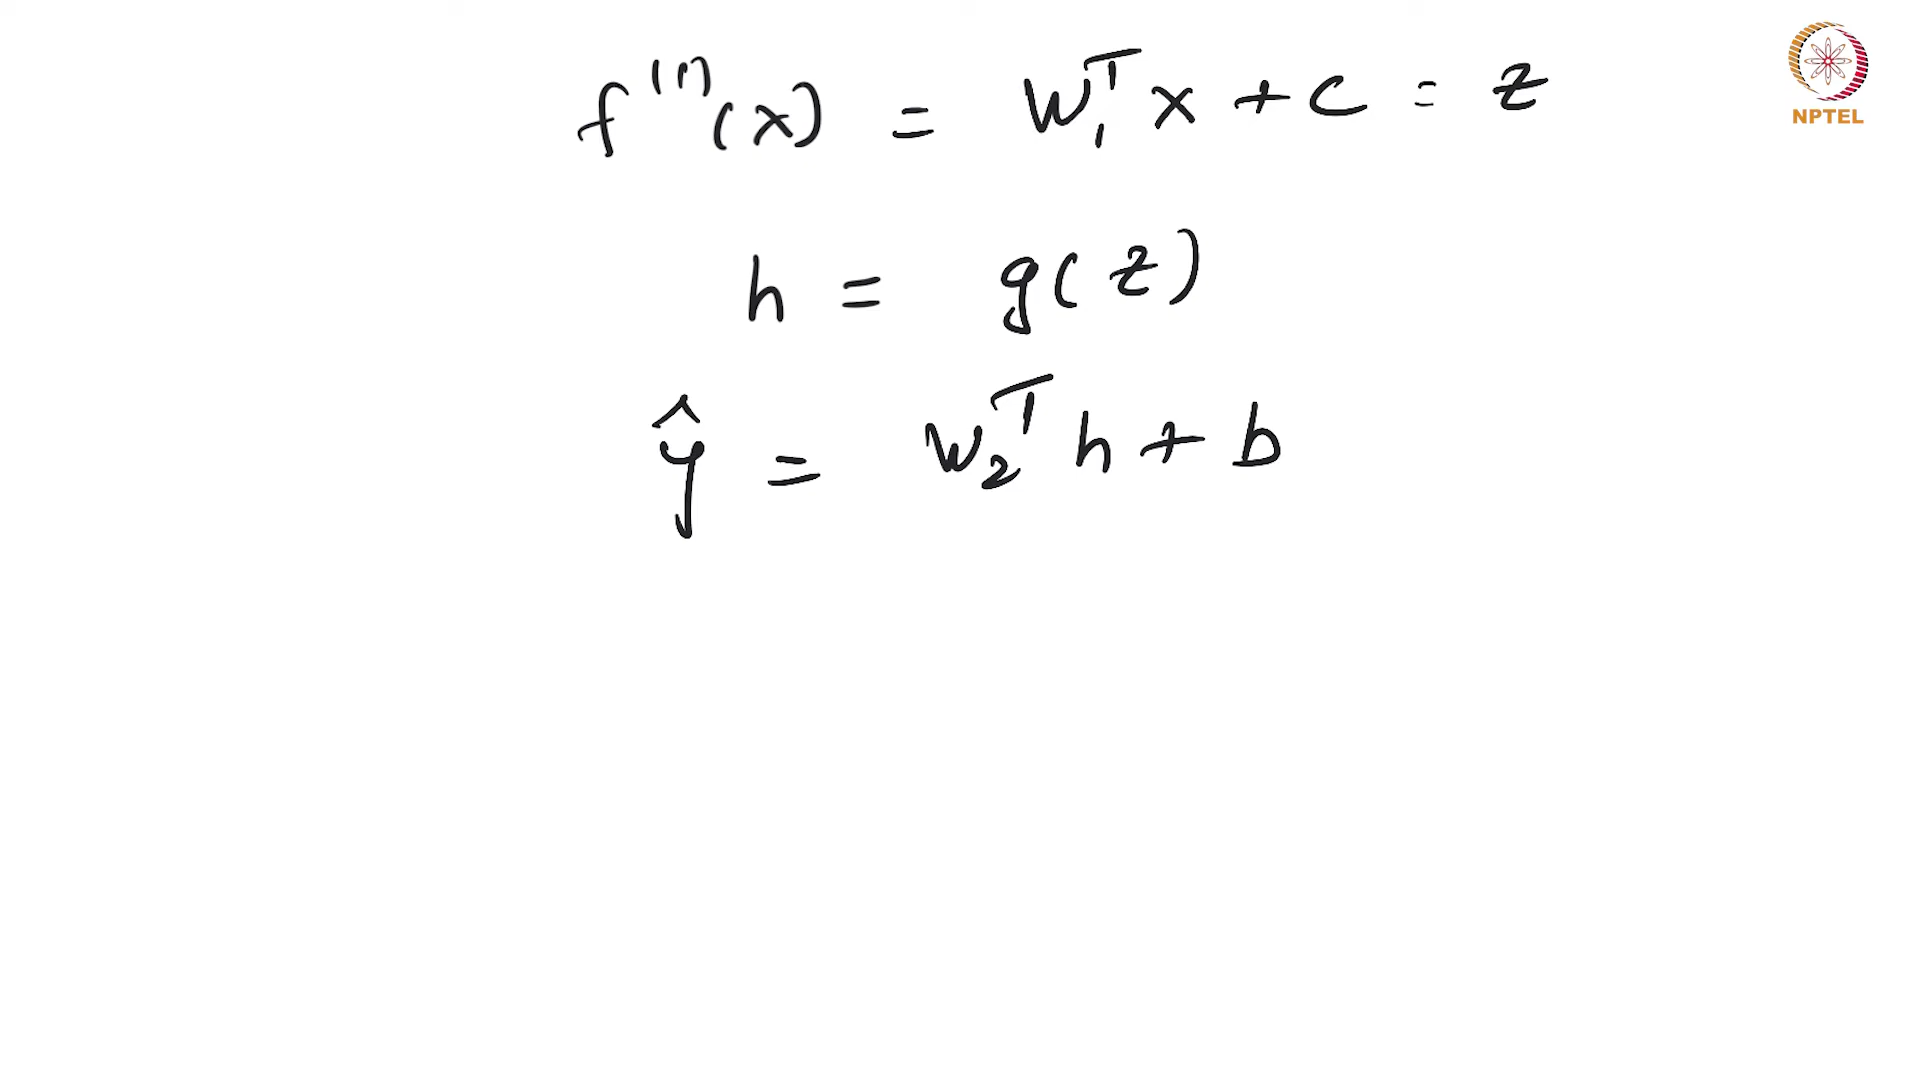 f⁽¹⁾(x) = W₁ᵀx + c = z
NPTEL
h = g(z)
ŷ = W₂ᵀh + b